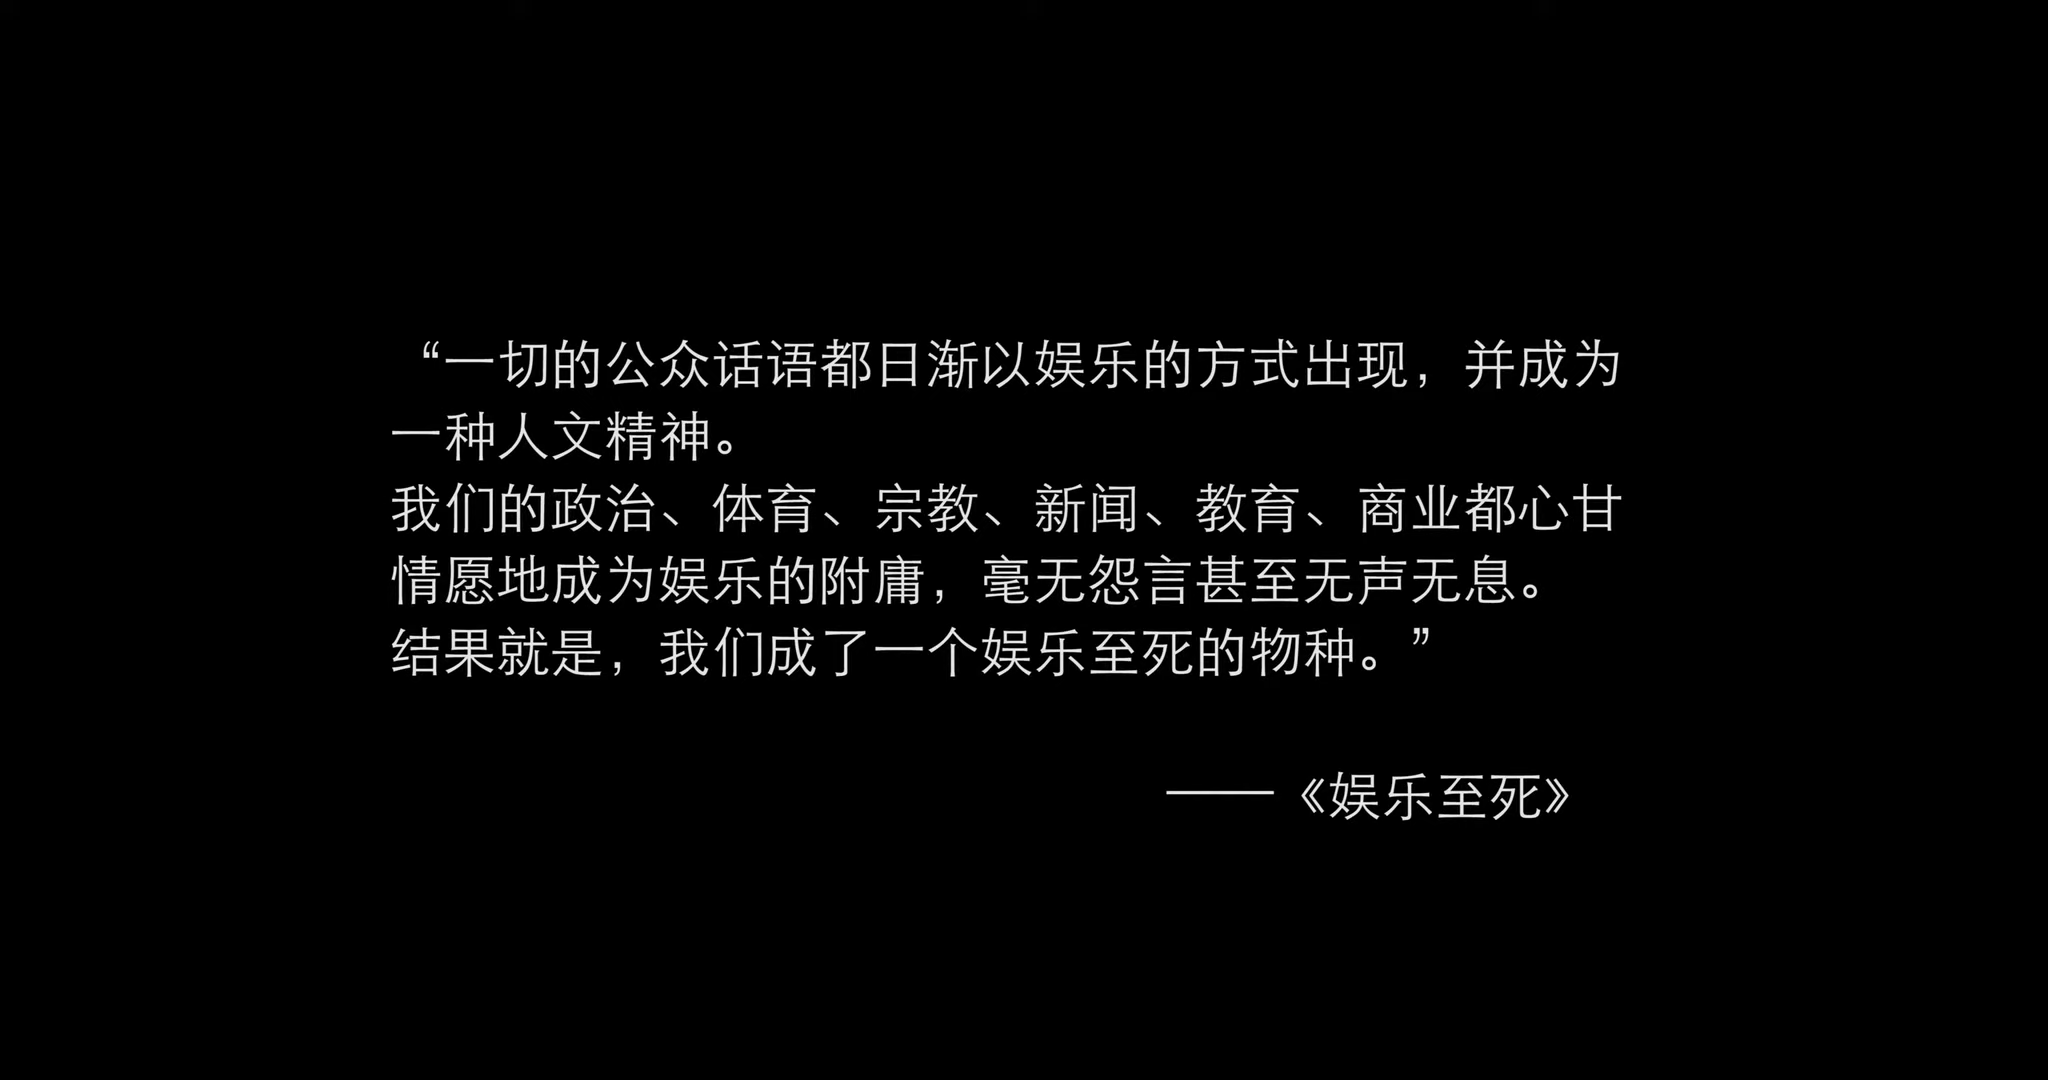 “一切的公众话语都日渐以娱乐的方式出现，并成为
一种人文精神。
我们的政治、体育、宗教、新闻、教育、商业都心甘
情愿地成为娱乐的附庸，毫无怨言甚至无声无息。
结果就是，我们成了一个娱乐至死的物种。”
——《娱乐至死》